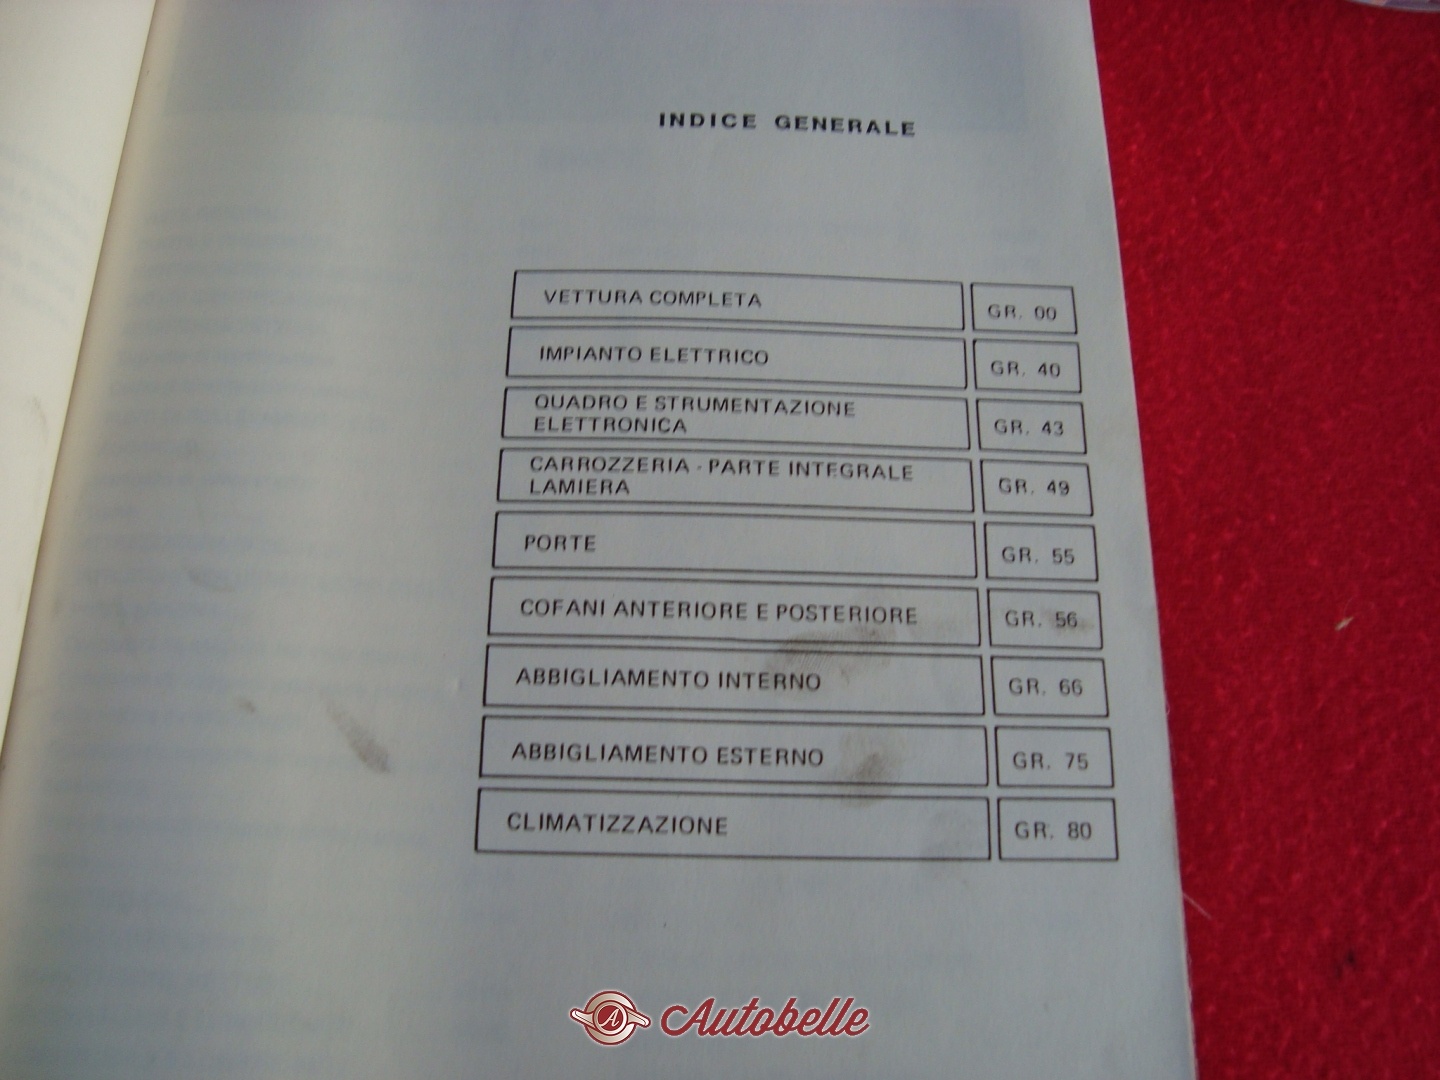 INDICE GENERALE
VETTURA COMPLETA GR. 00
IMPIANTO ELETTRICO GR. 40
QUADRO E STRUMENTAZIONE
ELETTRONICA GR. 43
CARROZZERIA - PARTE INTEGRALE
LAMIERA GR. 49
PORTE GR. 55
COFANI ANTERIORE E POSTERIORE GR. 56
ABBIGLIAMENTO INTERNO GR. 66
ABBIGLIAMENTO ESTERNO GR. 75
CLIMATIZZAZIONE GR. 80
A Autobelle